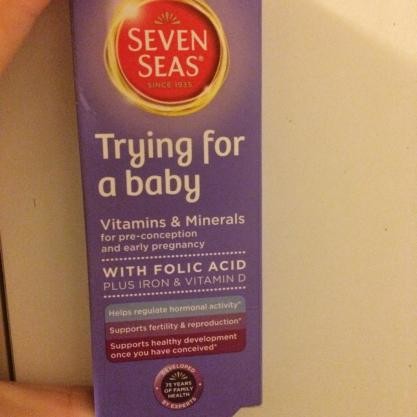 SEVEN
SEAS®
SINCE 1935
Trying for
a baby
Vitamins & Minerals
for pre-conception
and early pregnancy
WITH FOLIC ACID
PLUS IRON & VITAMIN D
Helps regulate hormonal activity*
Supports fertility & reproduction*
Supports healthy development
once you have conceived*
DEVELOPED
75 YEARS
OF FAMILY
HEALTH
BY EXPERTS